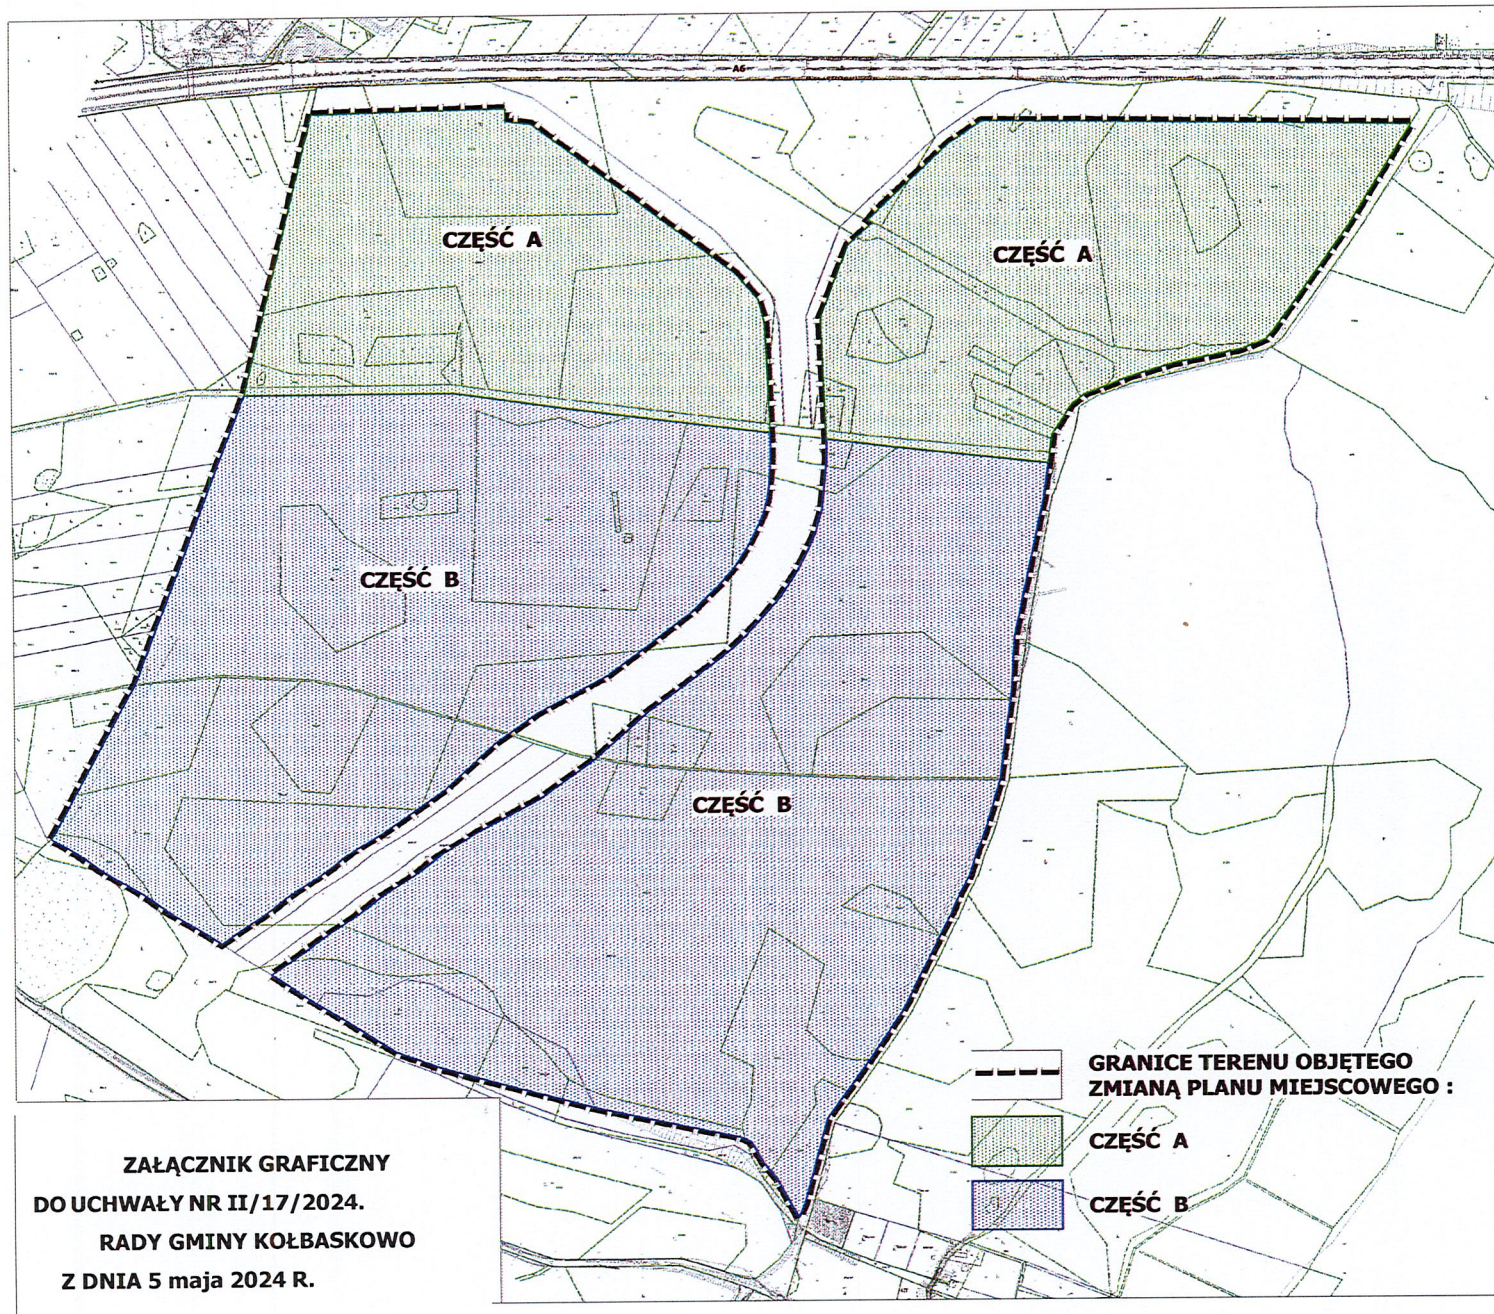 A6
CZĘŚĆ A
CZĘŚĆ A
CZĘŚĆ B
CZĘŚĆ B
GRANICE TERENU OBJĘTEGO
ZMIANĄ PLANU MIEJSCOWEGO :
CZĘŚĆ A
CZĘŚĆ B
ZAŁĄCZNIK GRAFICZNY
DO UCHWAŁY NR II/17/2024.
RADY GMINY KOŁBASKOWO
Z DNIA 5 maja 2024 R.